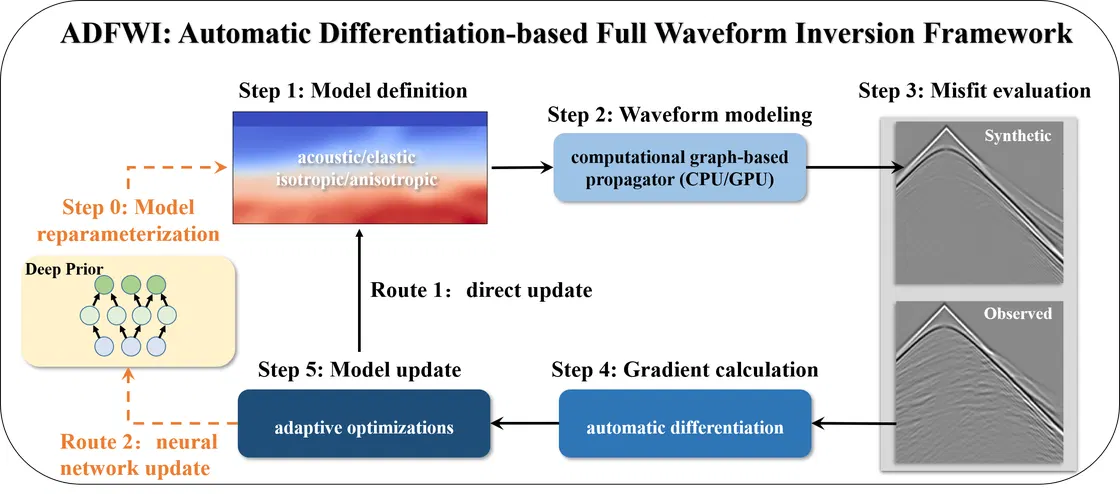 ADFWI: Automatic Differentiation-based Full Waveform Inversion Framework
Step 1: Model definition
acoustic/elastic
isotropic/anisotropic
Step 2: Waveform modeling
computational graph-based
propagator (CPU/GPU)
Step 3: Misfit evaluation
Synthetic
Observed
Step 0: Model
reparameterization
Deep Prior
Route 1：direct update
Step 5: Model update
adaptive optimizations
Step 4: Gradient calculation
automatic differentiation
Route 2：neural
network update